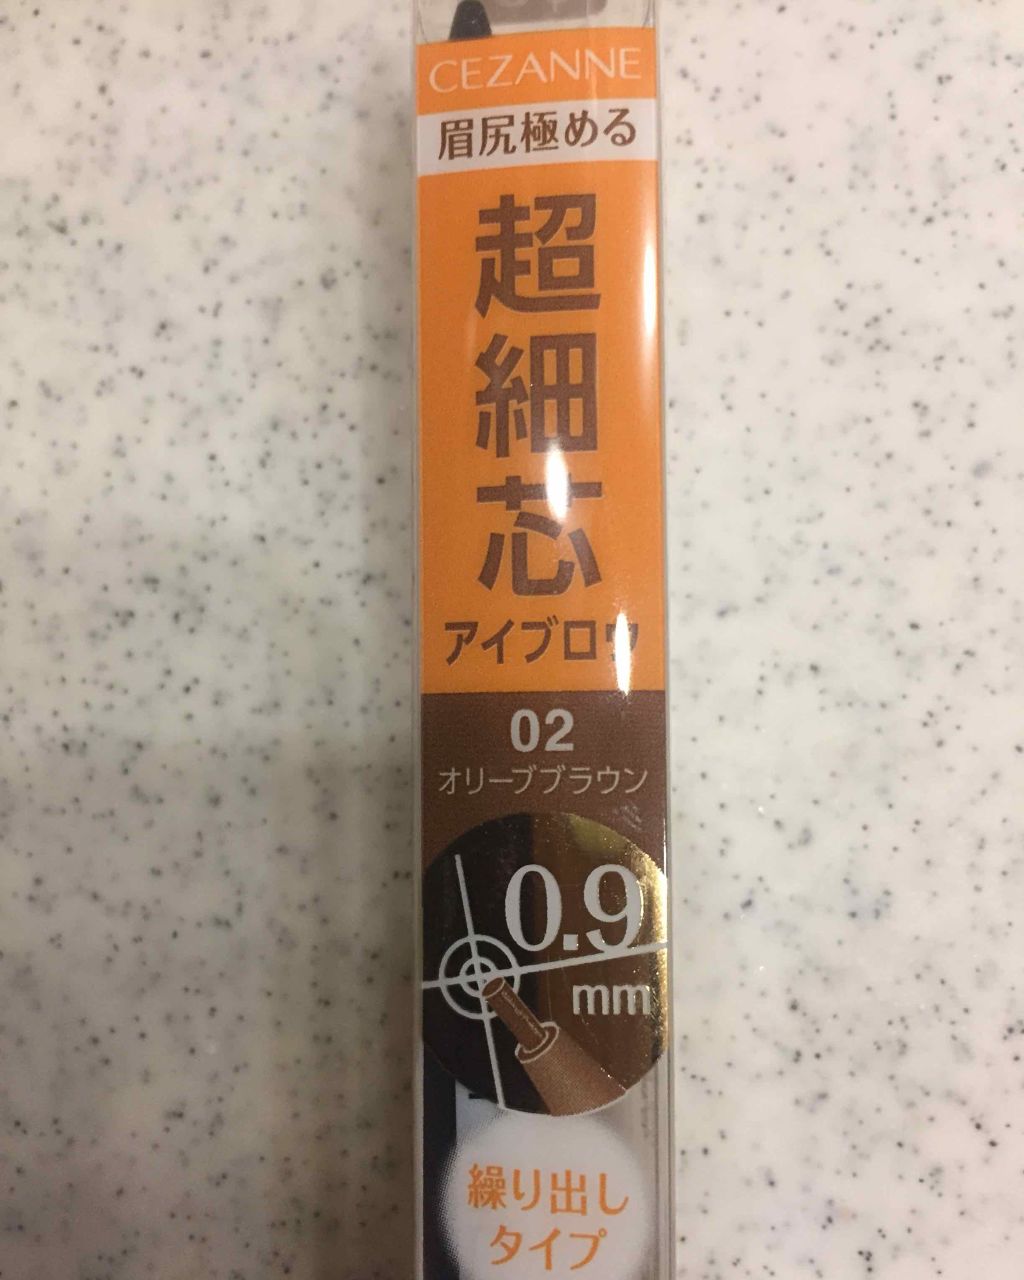 CEZANNE
眉尻極める
超細芯
アイブロウ
02
オリーブブラウン
0.9
mm
繰り出し
タイプ